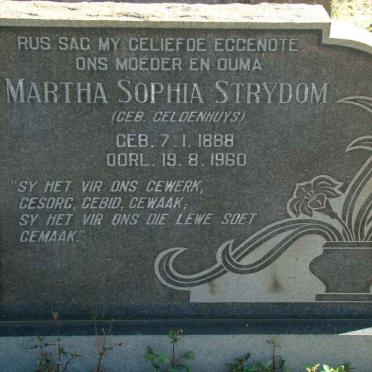 RUS SAG MY GELIEFDE EGGENOTE
ONS MOEDER EN OUMA
MARTHA SOPHIA STRYDOM
(GEB. GELDENHUYS)
GEB. 7.1.1888
OORL. 19.8.1960
"SY HET VIR ONS GEWERK,
GESORG, GEBID, GEWAAK;
SY HET VIR ONS DIE LEWE SOET
GEMAAK."